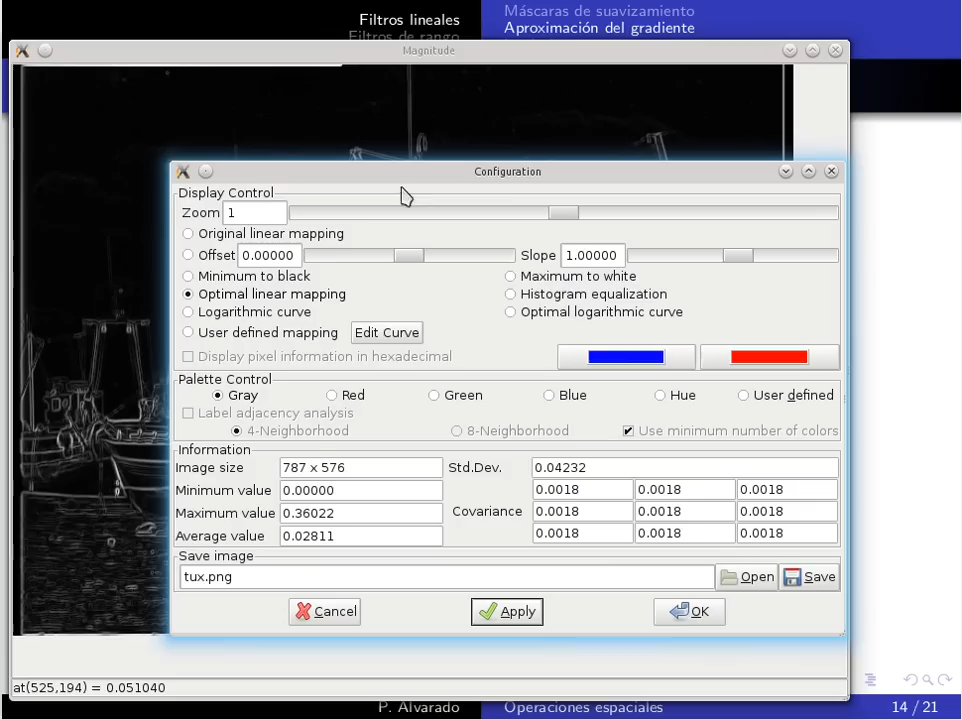 Filtros lineales
Máscaras de suavizamiento
Filtros de rango
Aproximación del gradiente
Magnitude
Configuration
Display Control
Zoom 1
Original linear mapping
Offset 0.00000 Slope 1.00000
Minimum to black Maximum to white
Optimal linear mapping Histogram equalization
Logarithmic curve Optimal logarithmic curve
User defined mapping Edit Curve
Display pixel information in hexadecimal
Palette Control
Gray Red Green Blue Hue User defined
Label adjacency analysis
4-Neighborhood 8-Neighborhood Use minimum number of colors
Information
Image size 787 x 576 Std.Dev. 0.04232
Minimum value 0.00000 0.0018 0.0018 0.0018
Maximum value 0.36022 Covariance 0.0018 0.0018 0.0018
Average value 0.02811 0.0018 0.0018 0.0018
Save image
tux.png Open Save
Cancel Apply OK
at(525,194) = 0.051040
P. Alvarado Operaciones espaciales 14 / 21